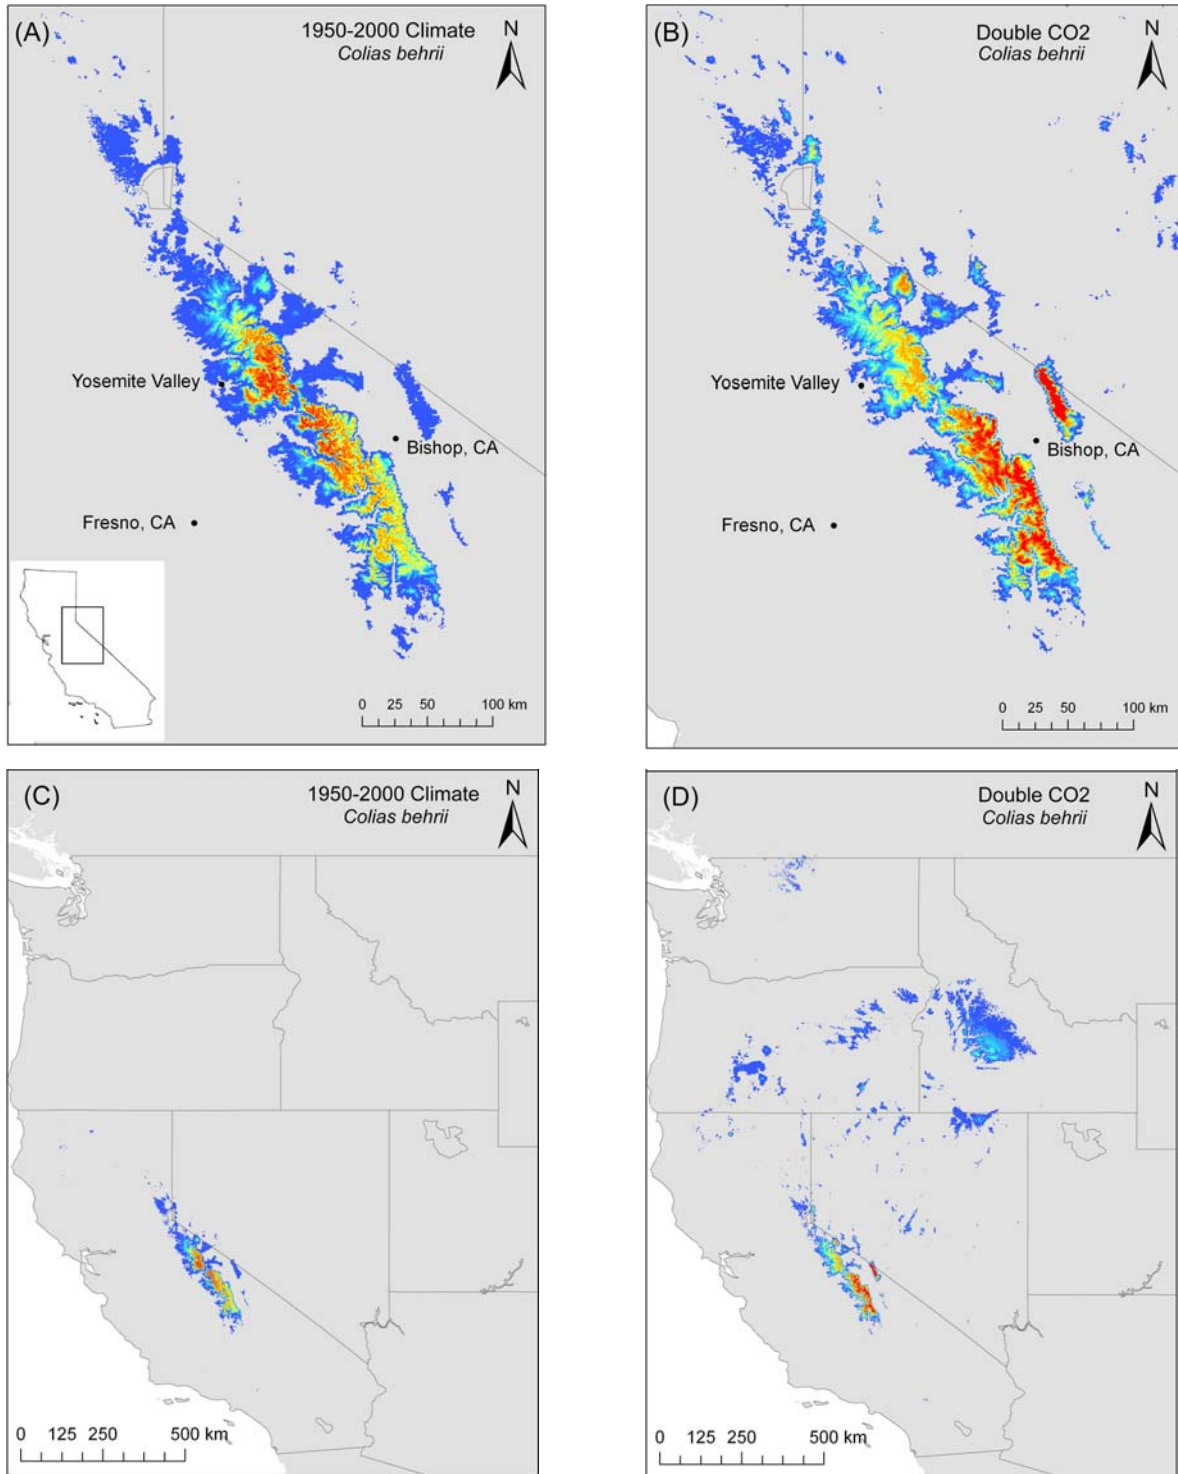 (A)
1950-2000 Climate
Colias behrii
N
Yosemite Valley
Bishop, CA
Fresno, CA
0 25 50 100 km
(B)
Double CO2
Colias behrii
N
Yosemite Valley
Bishop, CA
Fresno, CA
0 25 50 100 km
(C)
1950-2000 Climate
Colias behrii
N
0 125 250 500 km
(D)
Double CO2
Colias behrii
N
0 125 250 500 km